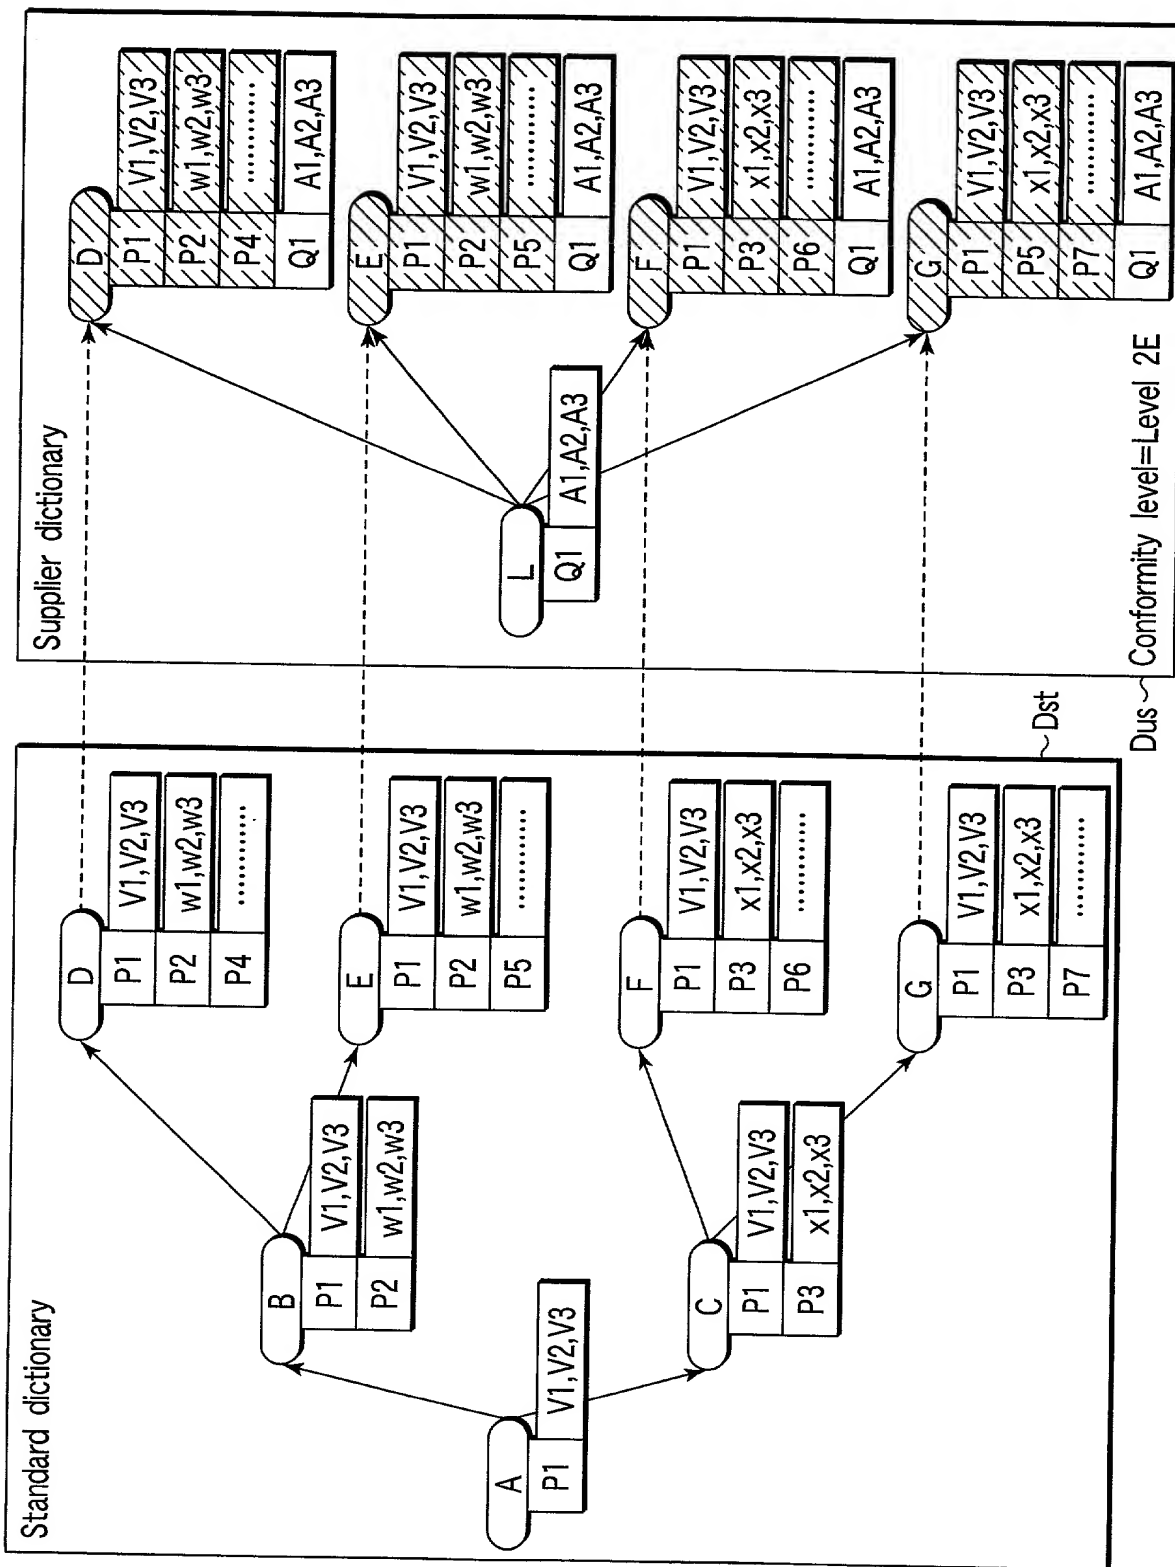 Standard dictionary
A
P1 V1,V2,V3
B
P1 V1,V2,V3
P2 w1,w2,w3
C
P1 V1,V2,V3
P3 x1,x2,x3
D
P1 V1,V2,V3
P2 w1,w2,w3
P4 ..........
E
P1 V1,V2,V3
P2 w1,w2,w3
P5 ..........
F
P1 V1,V2,V3
P3 x1,x2,x3
P6 ..........
G
P1 V1,V2,V3
P3 x1,x2,x3
P7 ..........
Dst
Supplier dictionary
L
Q1 A1,A2,A3
D
P1 V1,V2,V3
P2 w1,w2,w3
P4 ..........
Q1 A1,A2,A3
E
P1 V1,V2,V3
P2 w1,w2,w3
P5 ..........
Q1 A1,A2,A3
F
P1 V1,V2,V3
P3 x1,x2,x3
P6 ..........
Q1 A1,A2,A3
G
P1 V1,V2,V3
P5 x1,x2,x3
P7 ..........
Q1 A1,A2,A3
Dus
Conformity level=Level 2E